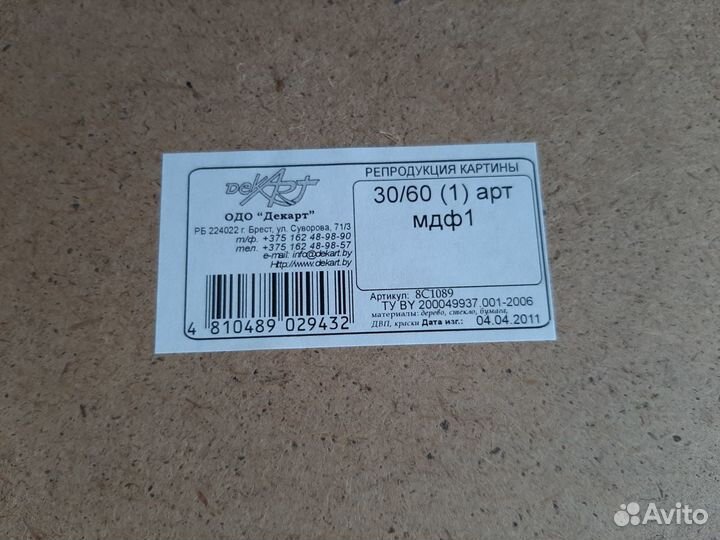 DEKART
ОДО "Декарт"
РБ 224022 г. Брест, ул. Суворова, 71/3
т/ф. +375 162 48-98-90
тел. +375 162 48-98-57
e-mail: info@dekart.by
Http://www.dekart.by
4 810489 029432
РЕПРОДУКЦИЯ КАРТИНЫ
30/60 (1) арт
мдф1
Артикул: 8С1089
ТУ BY 200049937.001-2006
материалы: дерево, стекло, бумага,
ДВП, краски Дата изг.: 04.04.2011
Avito